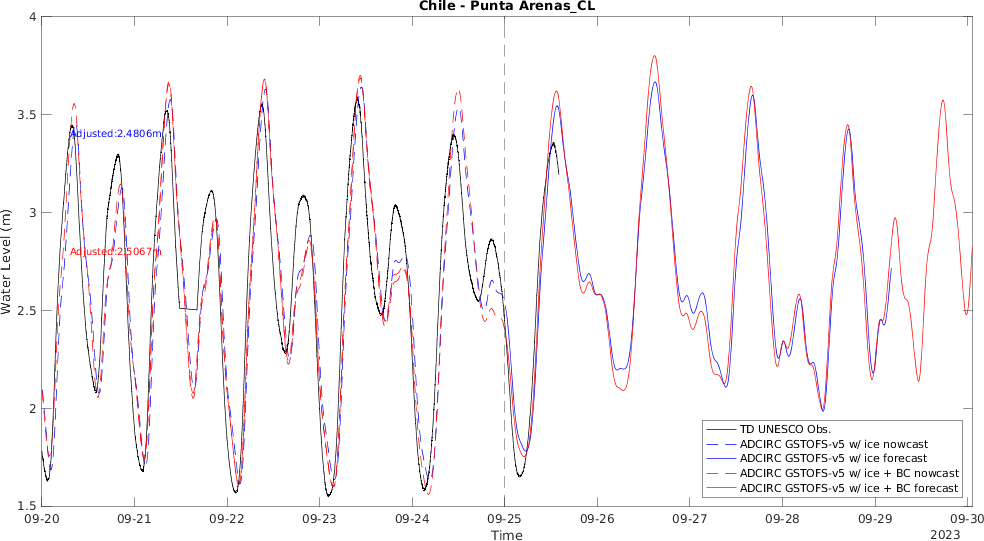 Chile - Punta Arenas_CL
4
3.5
3
2.5
2
1.5
Water Level (m)
Adjusted:2.4806m
Adjusted:2.5067m
TD UNESCO Obs.
ADCIRC GSTOFS-v5 w/ ice nowcast
ADCIRC GSTOFS-v5 w/ ice forecast
ADCIRC GSTOFS-v5 w/ ice + BC nowcast
ADCIRC GSTOFS-v5 w/ ice + BC forecast
09-20 09-21 09-22 09-23 09-24 09-25 09-26 09-27 09-28 09-29 09-30
Time
2023